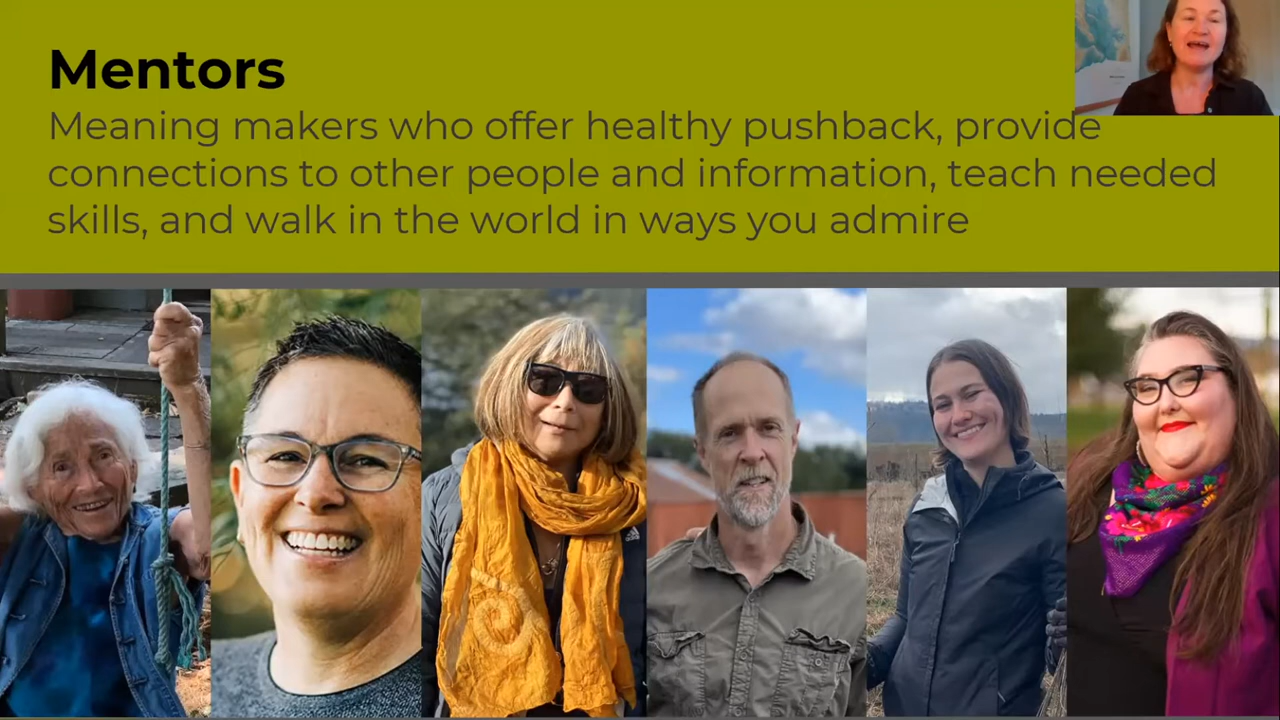 Mentors
Meaning makers who offer healthy pushback, provide
connections to other people and information, teach needed
skills, and walk in the world in ways you admire